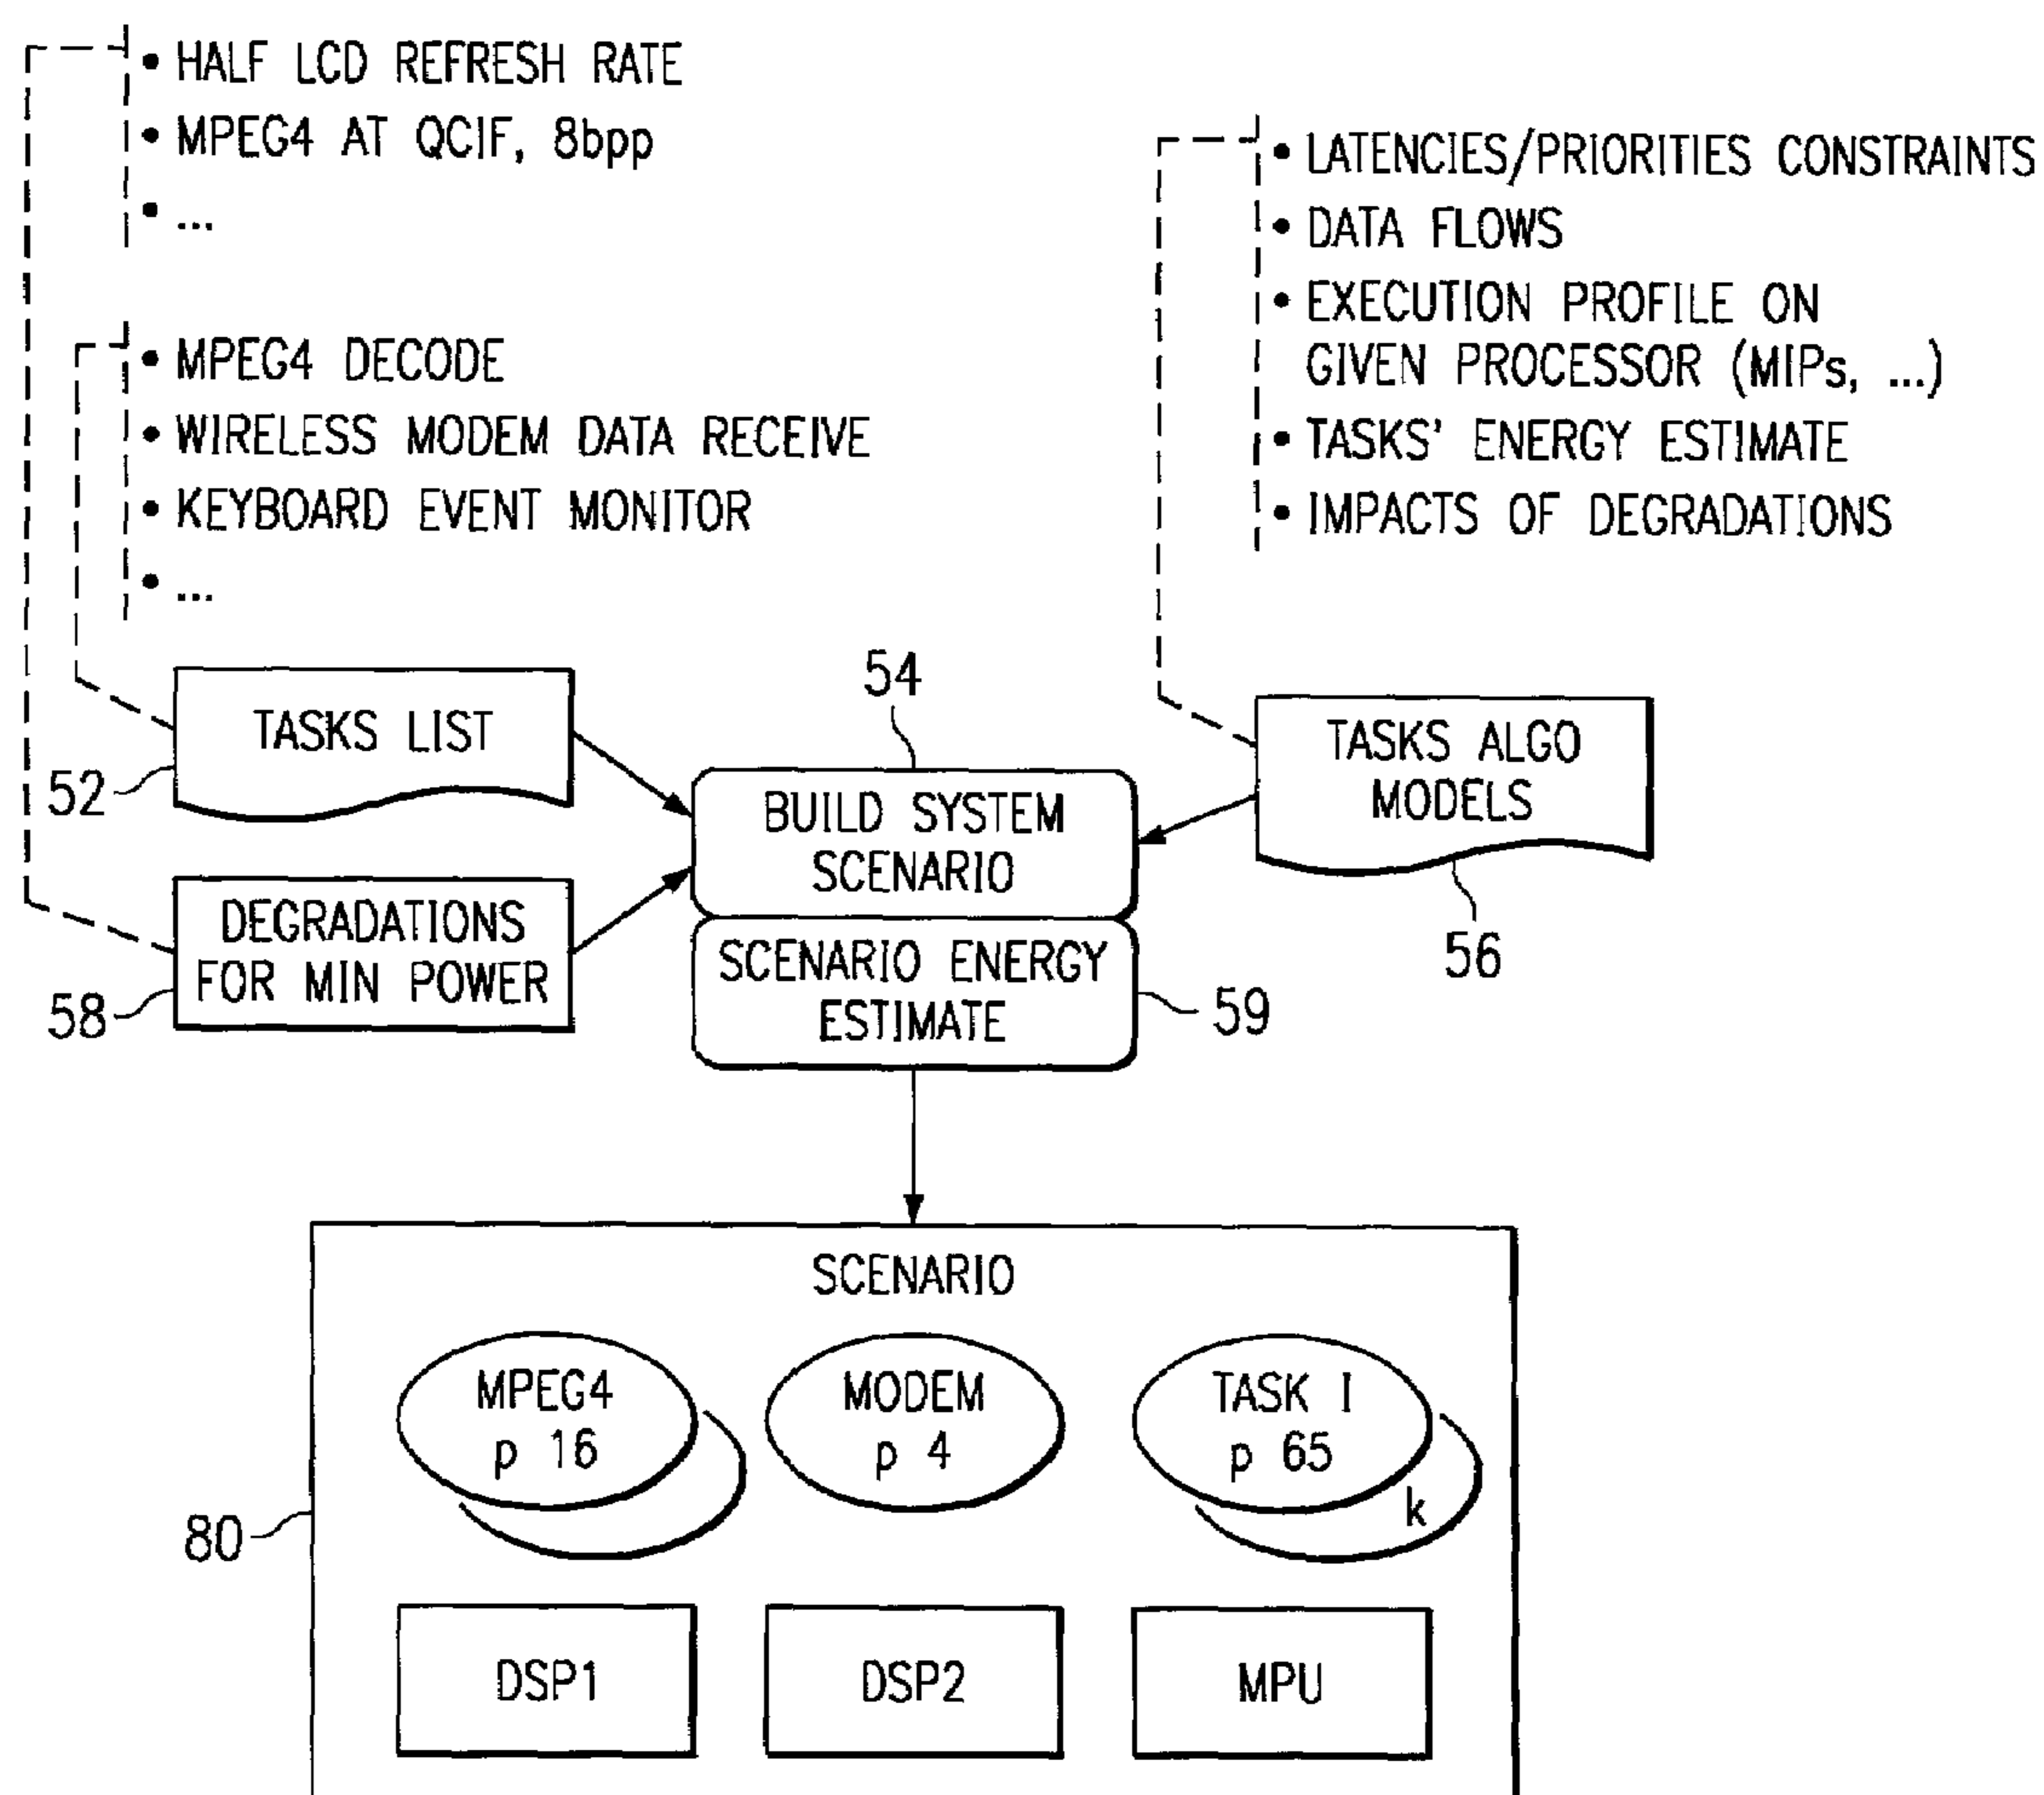 • HALF LCD REFRESH RATE
• MPEG4 AT QCIF, 8bpp
• ...
• MPEG4 DECODE
• WIRELESS MODEM DATA RECEIVE
• KEYBOARD EVENT MONITOR
• ...
• LATENCIES/PRIORITIES CONSTRAINTS
• DATA FLOWS
• EXECUTION PROFILE ON
GIVEN PROCESSOR (MIPs, ...)
• TASKS' ENERGY ESTIMATE
• IMPACTS OF DEGRADATIONS
TASKS LIST
52
54
BUILD SYSTEM
SCENARIO
TASKS ALGO
MODELS
56
DEGRADATIONS
FOR MIN POWER
58
SCENARIO ENERGY
ESTIMATE
59
SCENARIO
MPEG4
p 16
MODEM
p 4
TASK I
p 65
k
80
DSP1
DSP2
MPU